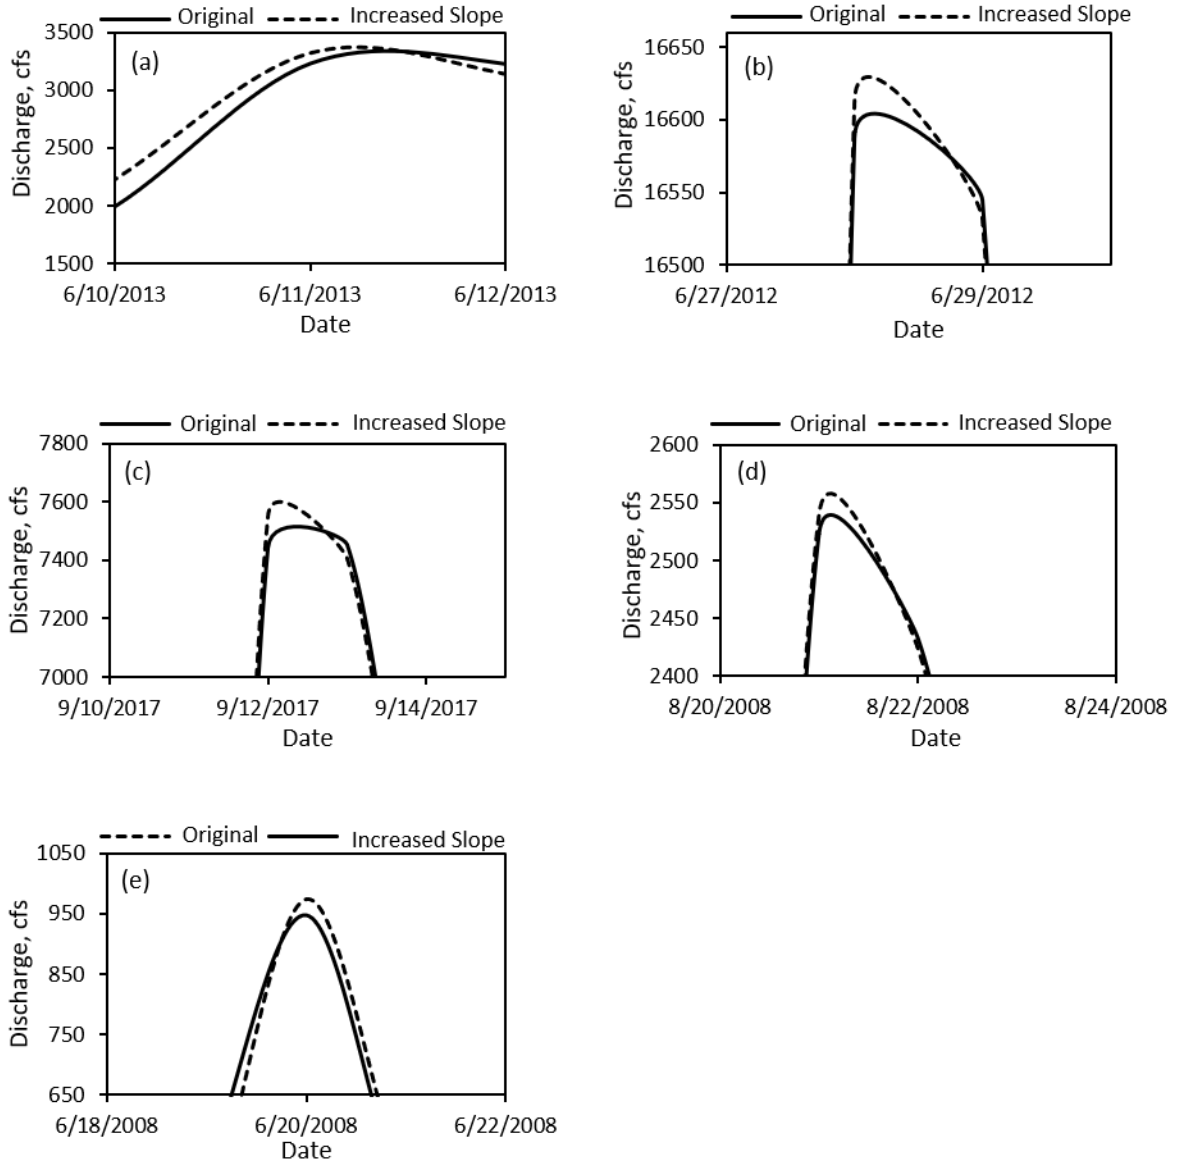 Original Increased Slope
3500
3000
2500
2000
1500
Discharge, cfs
(a)
6/10/2013 6/11/2013 6/12/2013
Date
Original Increased Slope
16650
16600
16550
16500
Discharge, cfs
(b)
6/27/2012 6/29/2012
Date
Original Increased Slope
7800
7600
7400
7200
7000
Discharge, cfs
(c)
9/10/2017 9/12/2017 9/14/2017
Date
Original Increased Slope
2600
2550
2500
2450
2400
Discharge, cfs
(d)
8/20/2008 8/22/2008 8/24/2008
Date
Original Increased Slope
1050
950
850
750
650
Discharge, cfs
(e)
6/18/2008 6/20/2008 6/22/2008
Date